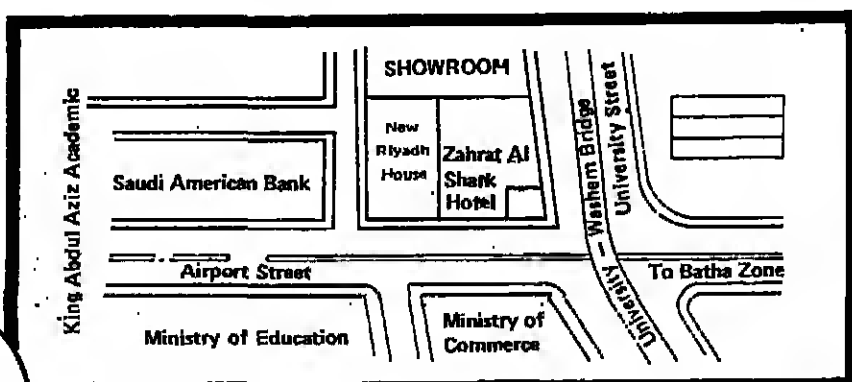 SHOWROOM
King Abdul Aziz Academic
New
Riyadh
House
Zahrat Al
Shark
Hotel
Saudi American Bank
University – Washem Bridge
University Street
Airport Street
To Batha Zone
Ministry of Education
Ministry of
Commerce